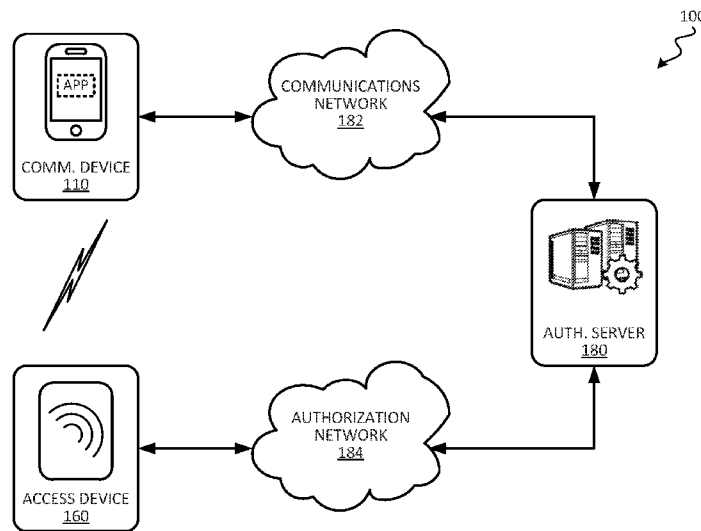 100
APP
COMM. DEVICE
110
COMMUNICATIONS
NETWORK
182
AUTH. SERVER
180
ACCESS DEVICE
160
AUTHORIZATION
NETWORK
184